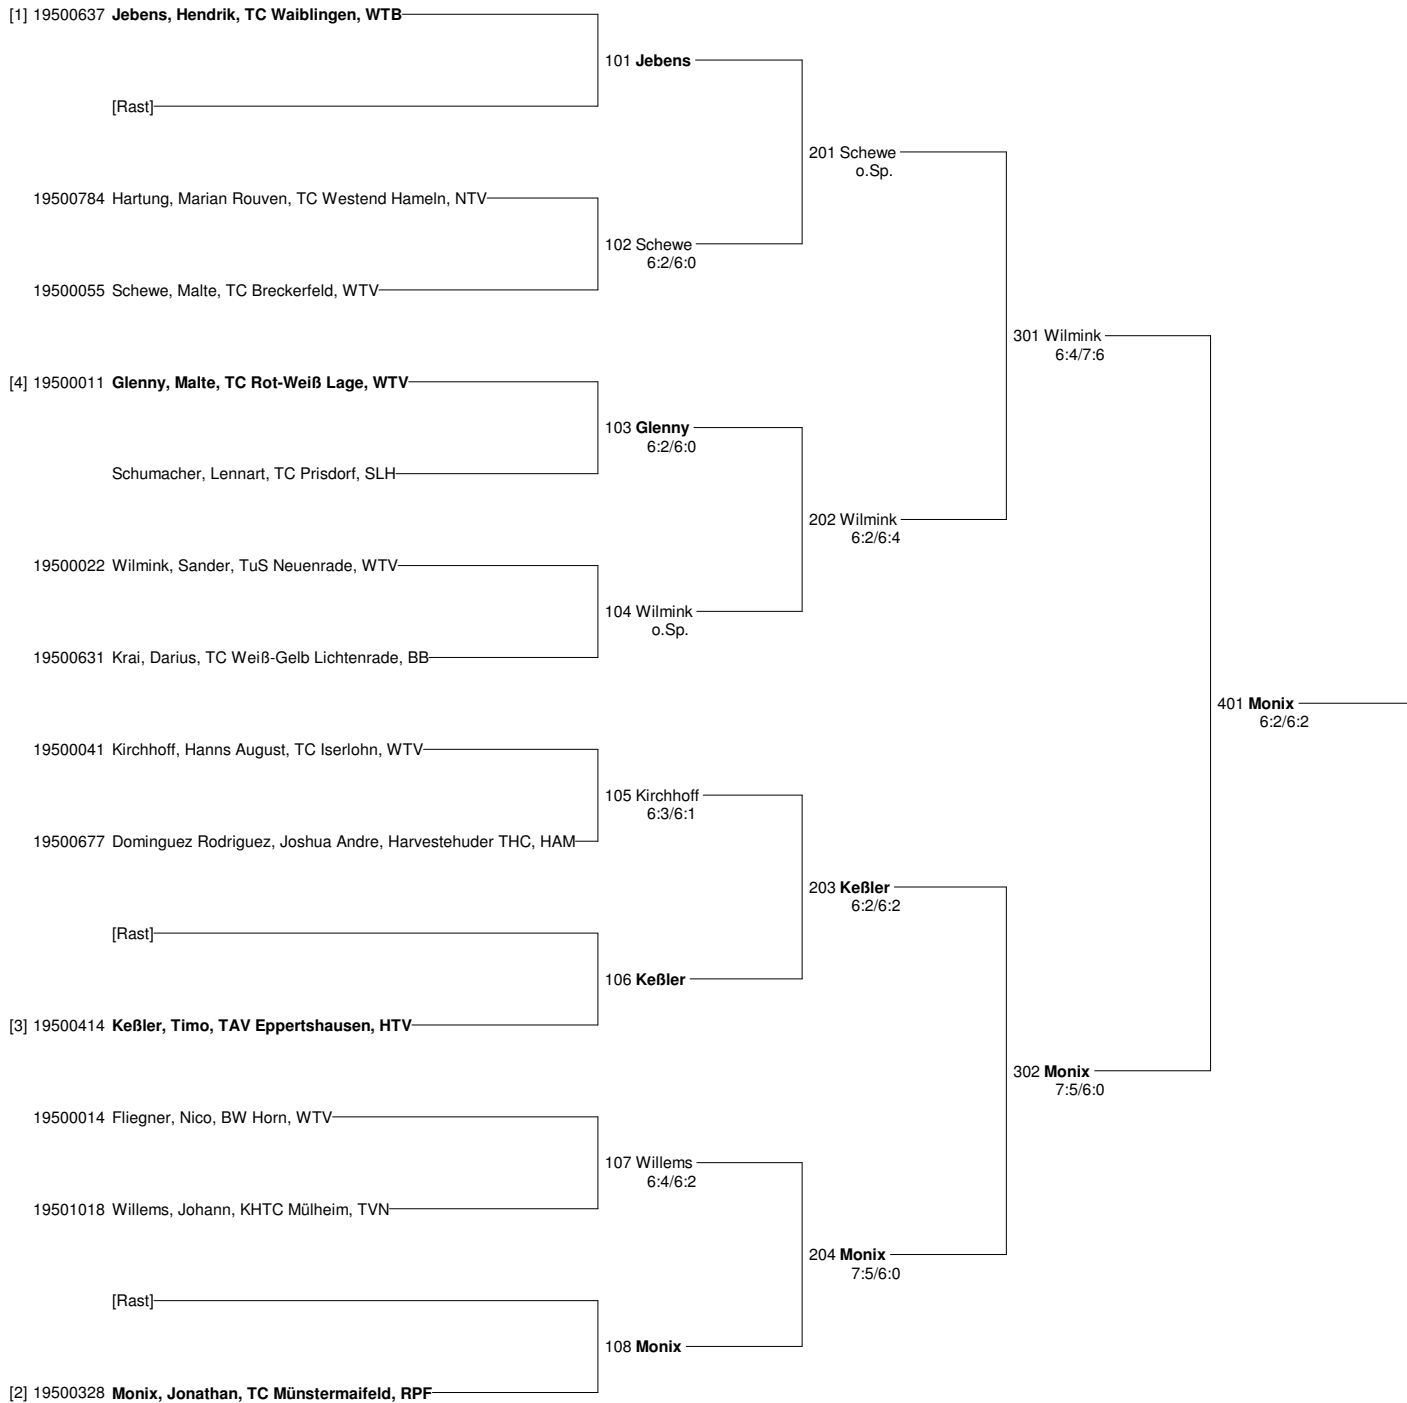 [1] 19500637 Jebens, Hendrik, TC Waiblingen, WTB
101 Jebens
[Rast]
201 Schewe
o.Sp.
19500784 Hartung, Marian Rouven, TC Westend Hameln, NTV
102 Schewe
6:2/6:0
19500055 Schewe, Malte, TC Breckerfeld, WTV
301 Wilmink
6:4/7:6
[4] 19500011 Glenny, Malte, TC Rot-Weiß Lage, WTV
103 Glenny
6:2/6:0
Schumacher, Lennart, TC Prisdorf, SLH
202 Wilmink
6:2/6:4
19500022 Wilmink, Sander, TuS Neuenrade, WTV
104 Wilmink
o.Sp.
19500631 Krai, Darius, TC Weiß-Gelb Lichtenrade, BB
401 Monix
6:2/6:2
19500041 Kirchhoff, Hanns August, TC Iserlohn, WTV
105 Kirchhoff
6:3/6:1
19500677 Dominguez Rodriguez, Joshua Andre, Harvestehuder THC, HAM
203 Keßler
6:2/6:2
[Rast]
106 Keßler
[3] 19500414 Keßler, Timo, TAV Eppertshausen, HTV
302 Monix
7:5/6:0
19500014 Fliegner, Nico, BW Horn, WTV
107 Willems
6:4/6:2
19501018 Willems, Johann, KHTC Mülheim, TVN
204 Monix
7:5/6:0
[Rast]
108 Monix
[2] 19500328 Monix, Jonathan, TC Münstermaifeld, RPF